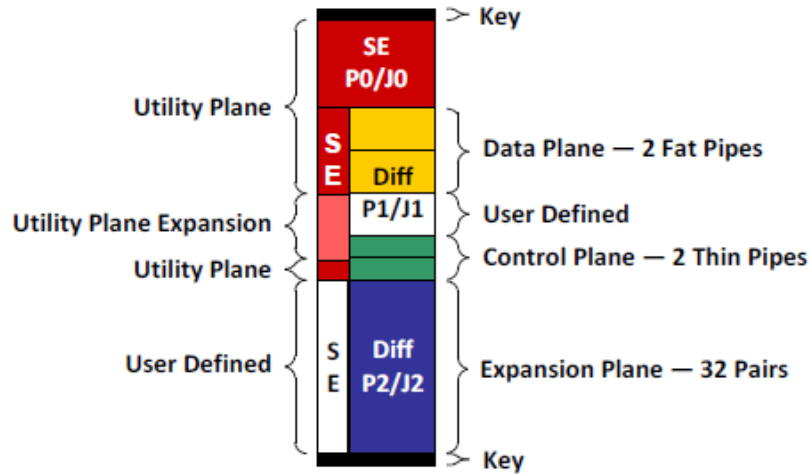 Key
SE
P0/J0
Utility Plane
S
E
Diff
Data Plane — 2 Fat Pipes
P1/J1
User Defined
Utility Plane Expansion
Control Plane — 2 Thin Pipes
Utility Plane
User Defined
S
E
Diff
P2/J2
Expansion Plane — 32 Pairs
Key